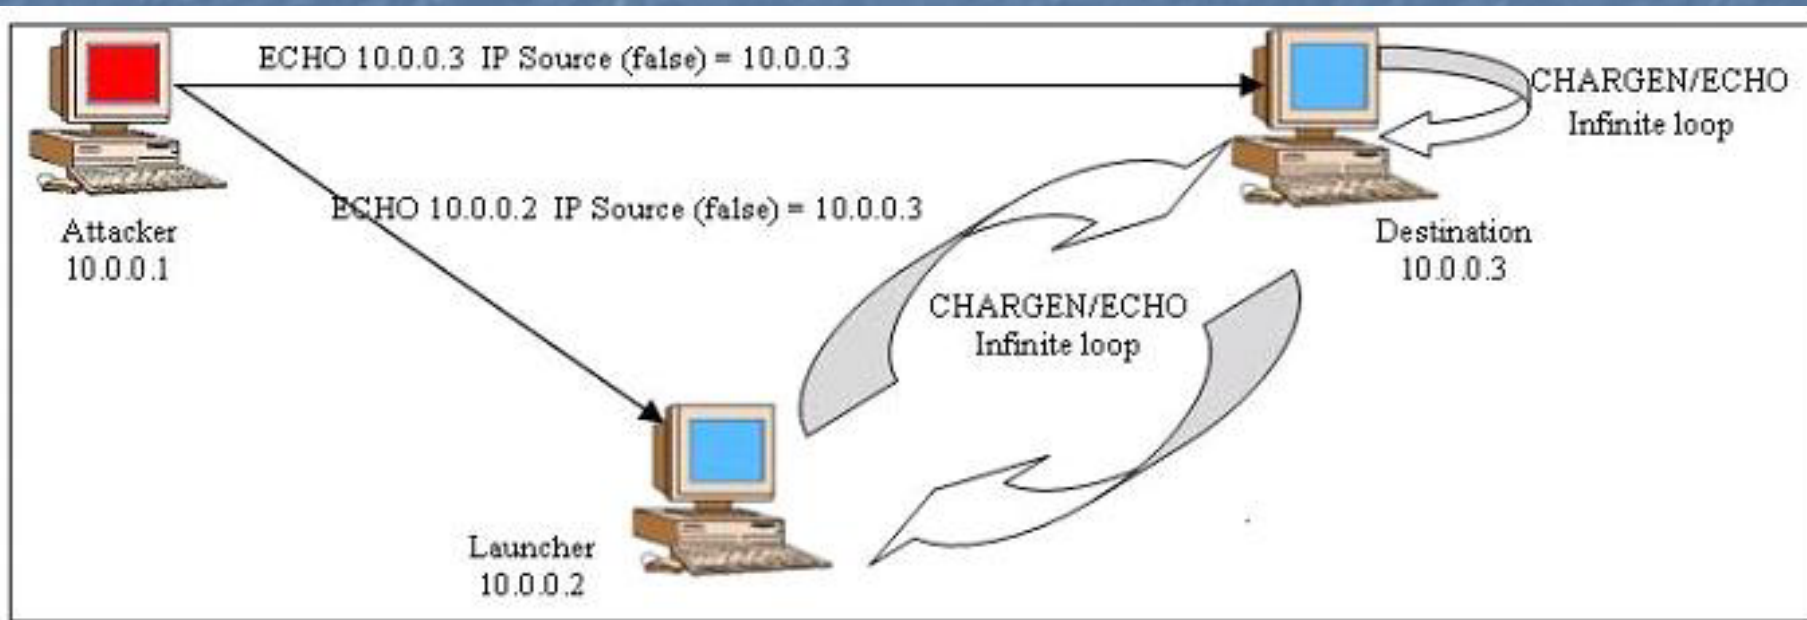 ECHO 10.0.0.3 IP Source (false) = 10.0.0.3
CHARGEN/ECHO
Infinite loop
ECHO 10.0.0.2 IP Source (false) = 10.0.0.3
Attacker
10.0.0.1
Destination
10.0.0.3
CHARGEN/ECHO
Infinite loop
Launcher
10.0.0.2